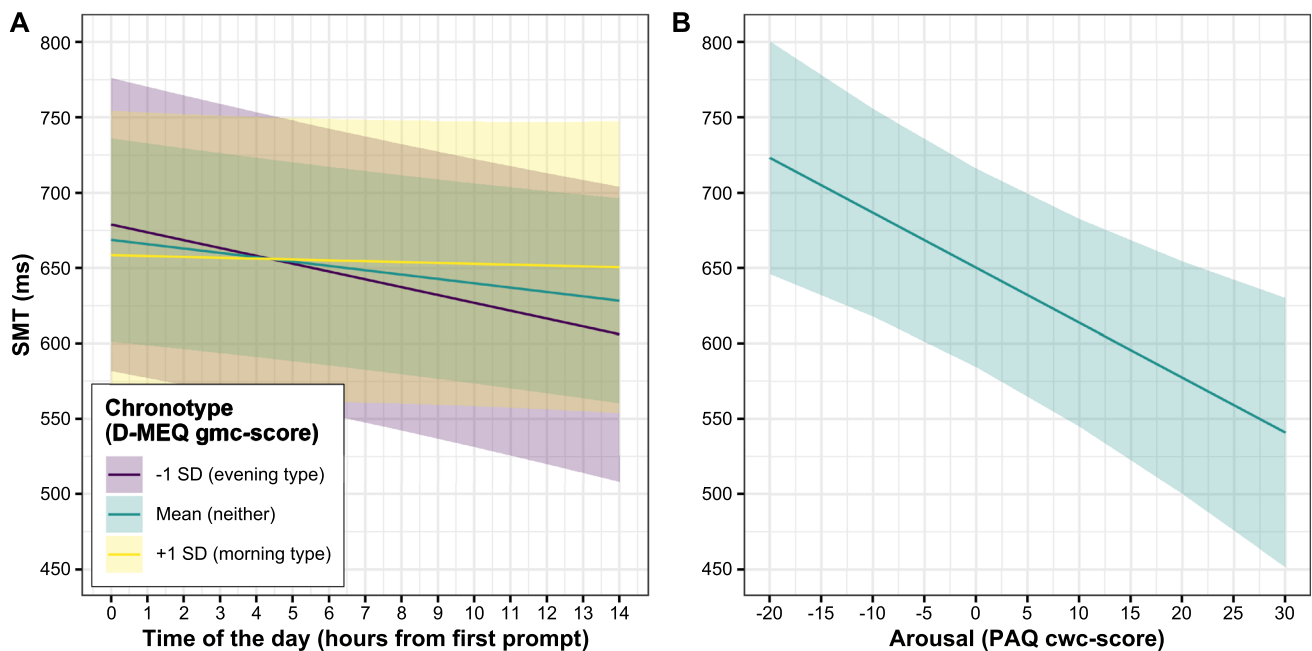 A
SMT (ms)
800
750
700
650
600
550
500
450
Chronotype
(D-MEQ gmc-score)
-1 SD (evening type)
Mean (neither)
+1 SD (morning type)
0 1 2 3 4 5 6 7 8 9 10 11 12 13 14
Time of the day (hours from first prompt)
B
800
750
700
650
600
550
500
450
-20 -15 -10 -5 0 5 10 15 20 25 30
Arousal (PAQ cwc-score)